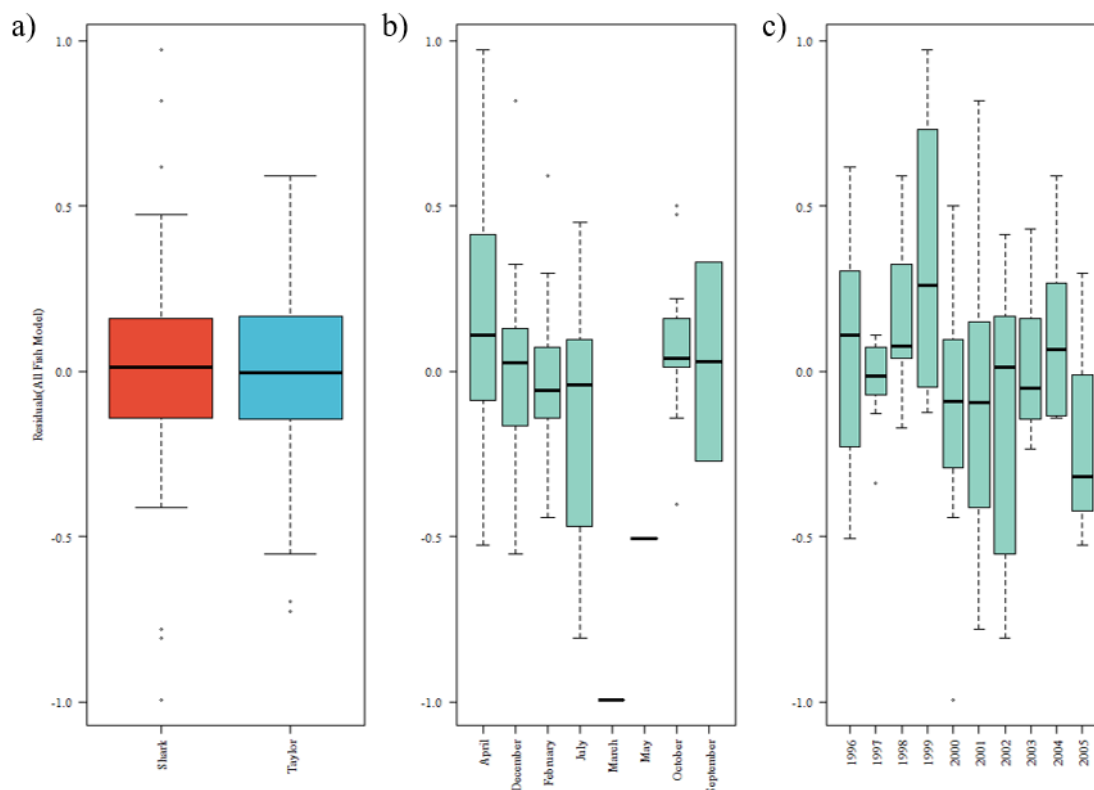 a)
b)
c)
Residuals(All Fish Model)
1.0
0.5
0.0
-0.5
-1.0
Shark
Taylor
1.0
0.5
0.0
-0.5
-1.0
April
December
February
July
March
May
October
September
1.0
0.5
0.0
-0.5
-1.0
1996
1997
1998
1999
2000
2001
2002
2003
2004
2005